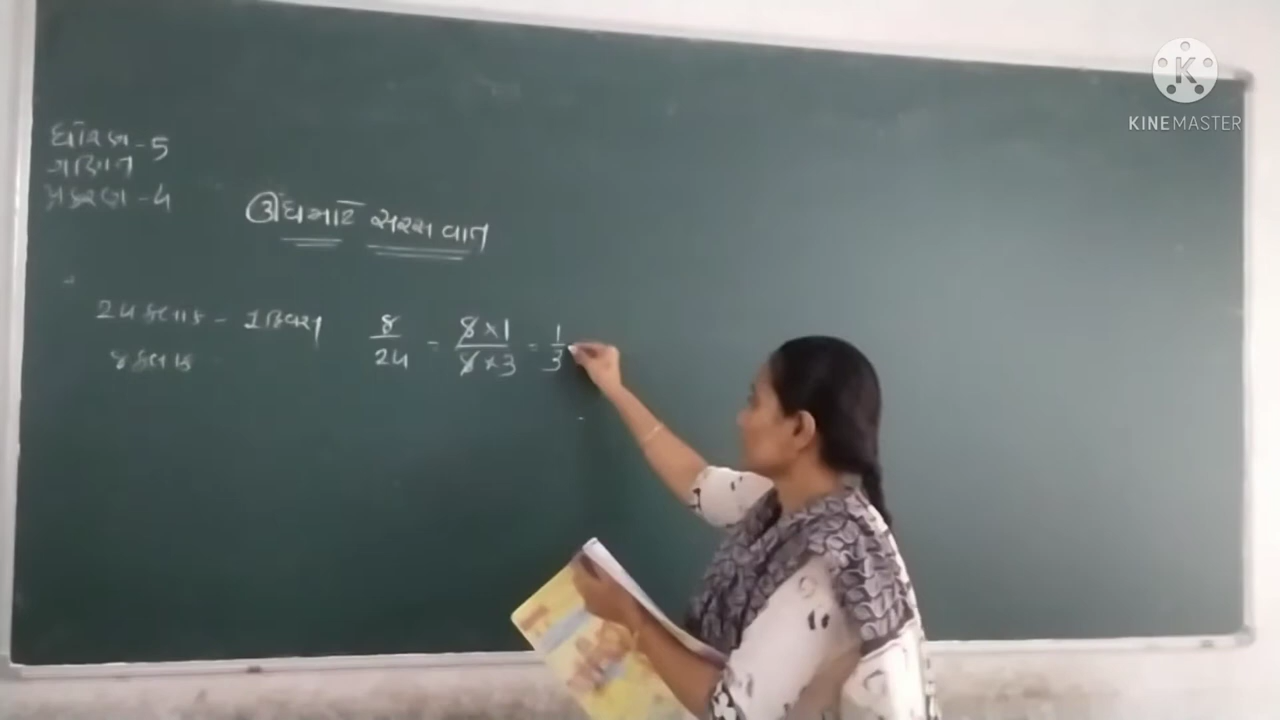 ધોરણ - 5
ગણિત
પ્રકરણ - 4
ઊંઘમાટે સરસ વાત
24 કલાક - 1 દિવસ
8 કલાક
8/24 = 8×1/8×3 = 1/3
KINEMASTER